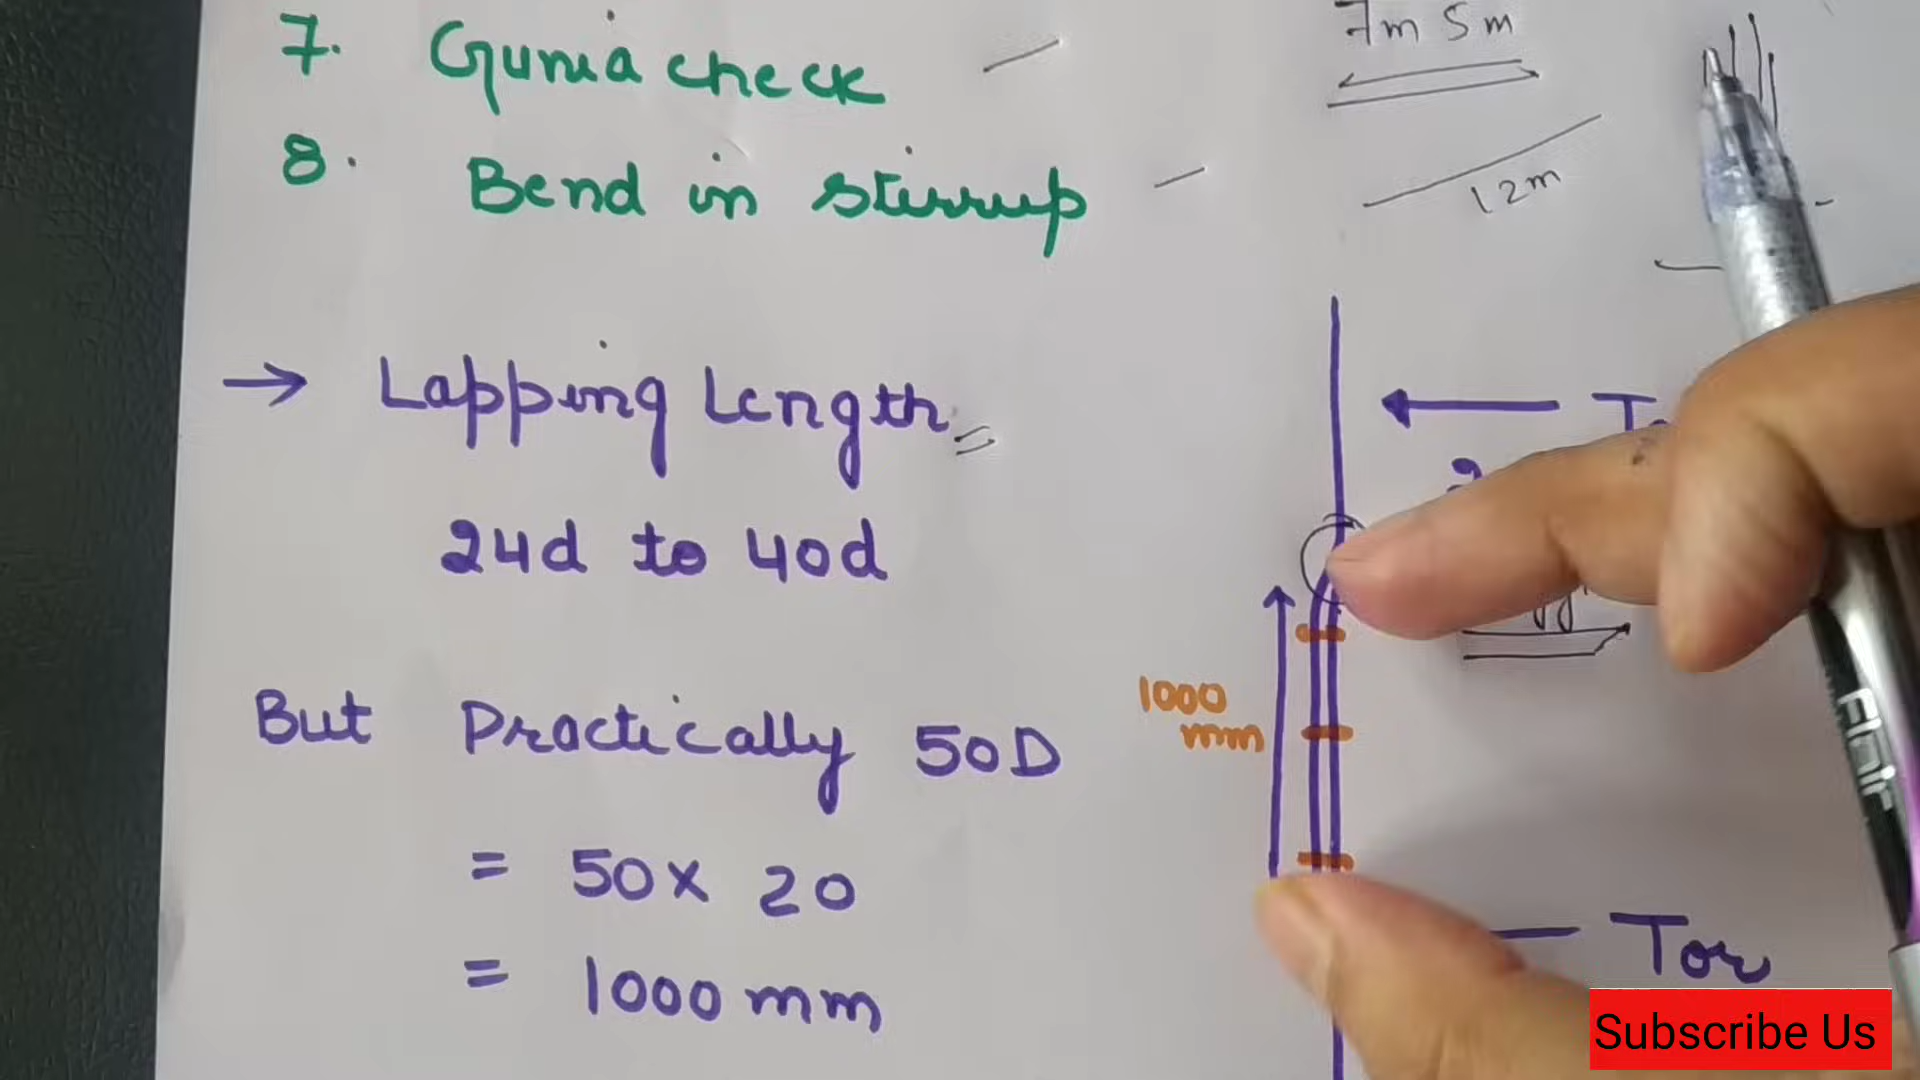 7. Gunia check
7m 5m
12m
8. Bend in stirrup
→ Lapping Length
24d to 40d
But Practically 50D
= 50 x 20
= 1000 mm
1000
mm
Tor
Flair
Subscribe Us